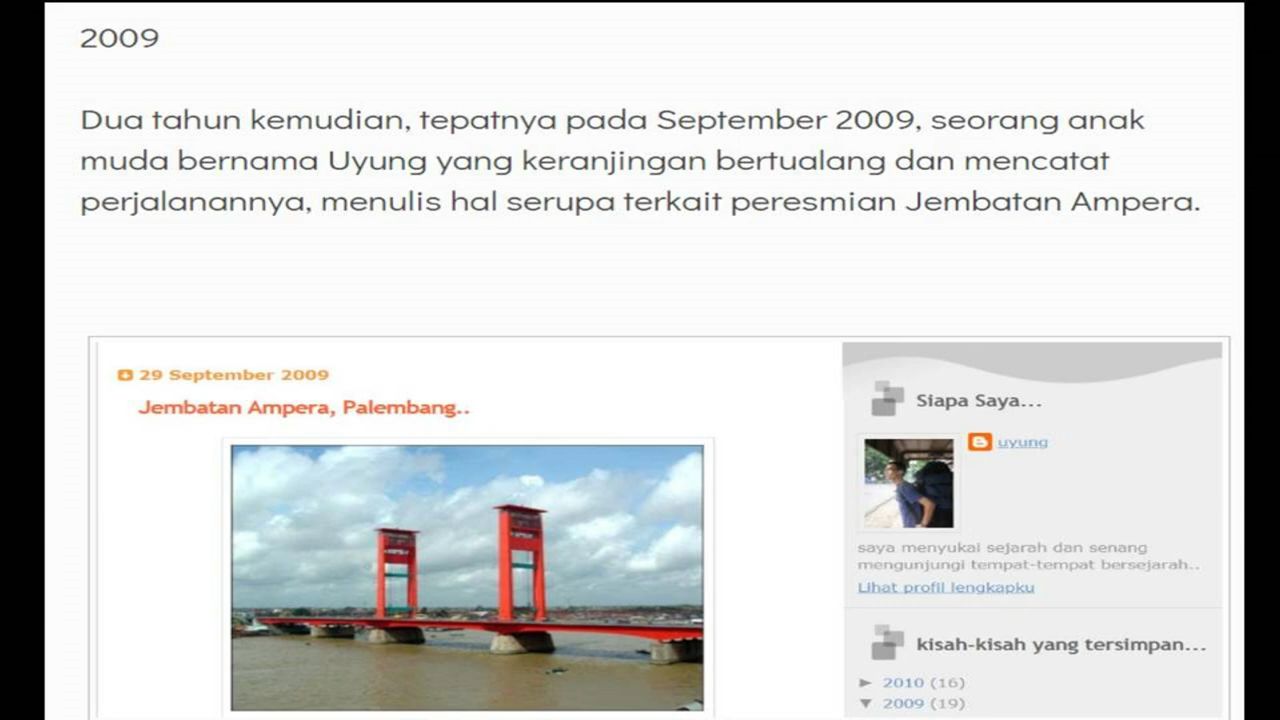 2009
Dua tahun kemudian, tepatnya pada September 2009, seorang anak
muda bernama Uyung yang keranjingan bertualang dan mencatat
perjalanannya, menulis hal serupa terkait peresmian Jembatan Ampera.
29 September 2009
Jembatan Ampera, Palembang..
Siapa Saya...
uyung
saya menyukai sejarah dan senang
mengunjungi tempat-tempat bersejarah..
Lihat profil lengkapku
kisah-kisah yang tersimpan...
► 2010 (16)
▼ 2009 (19)